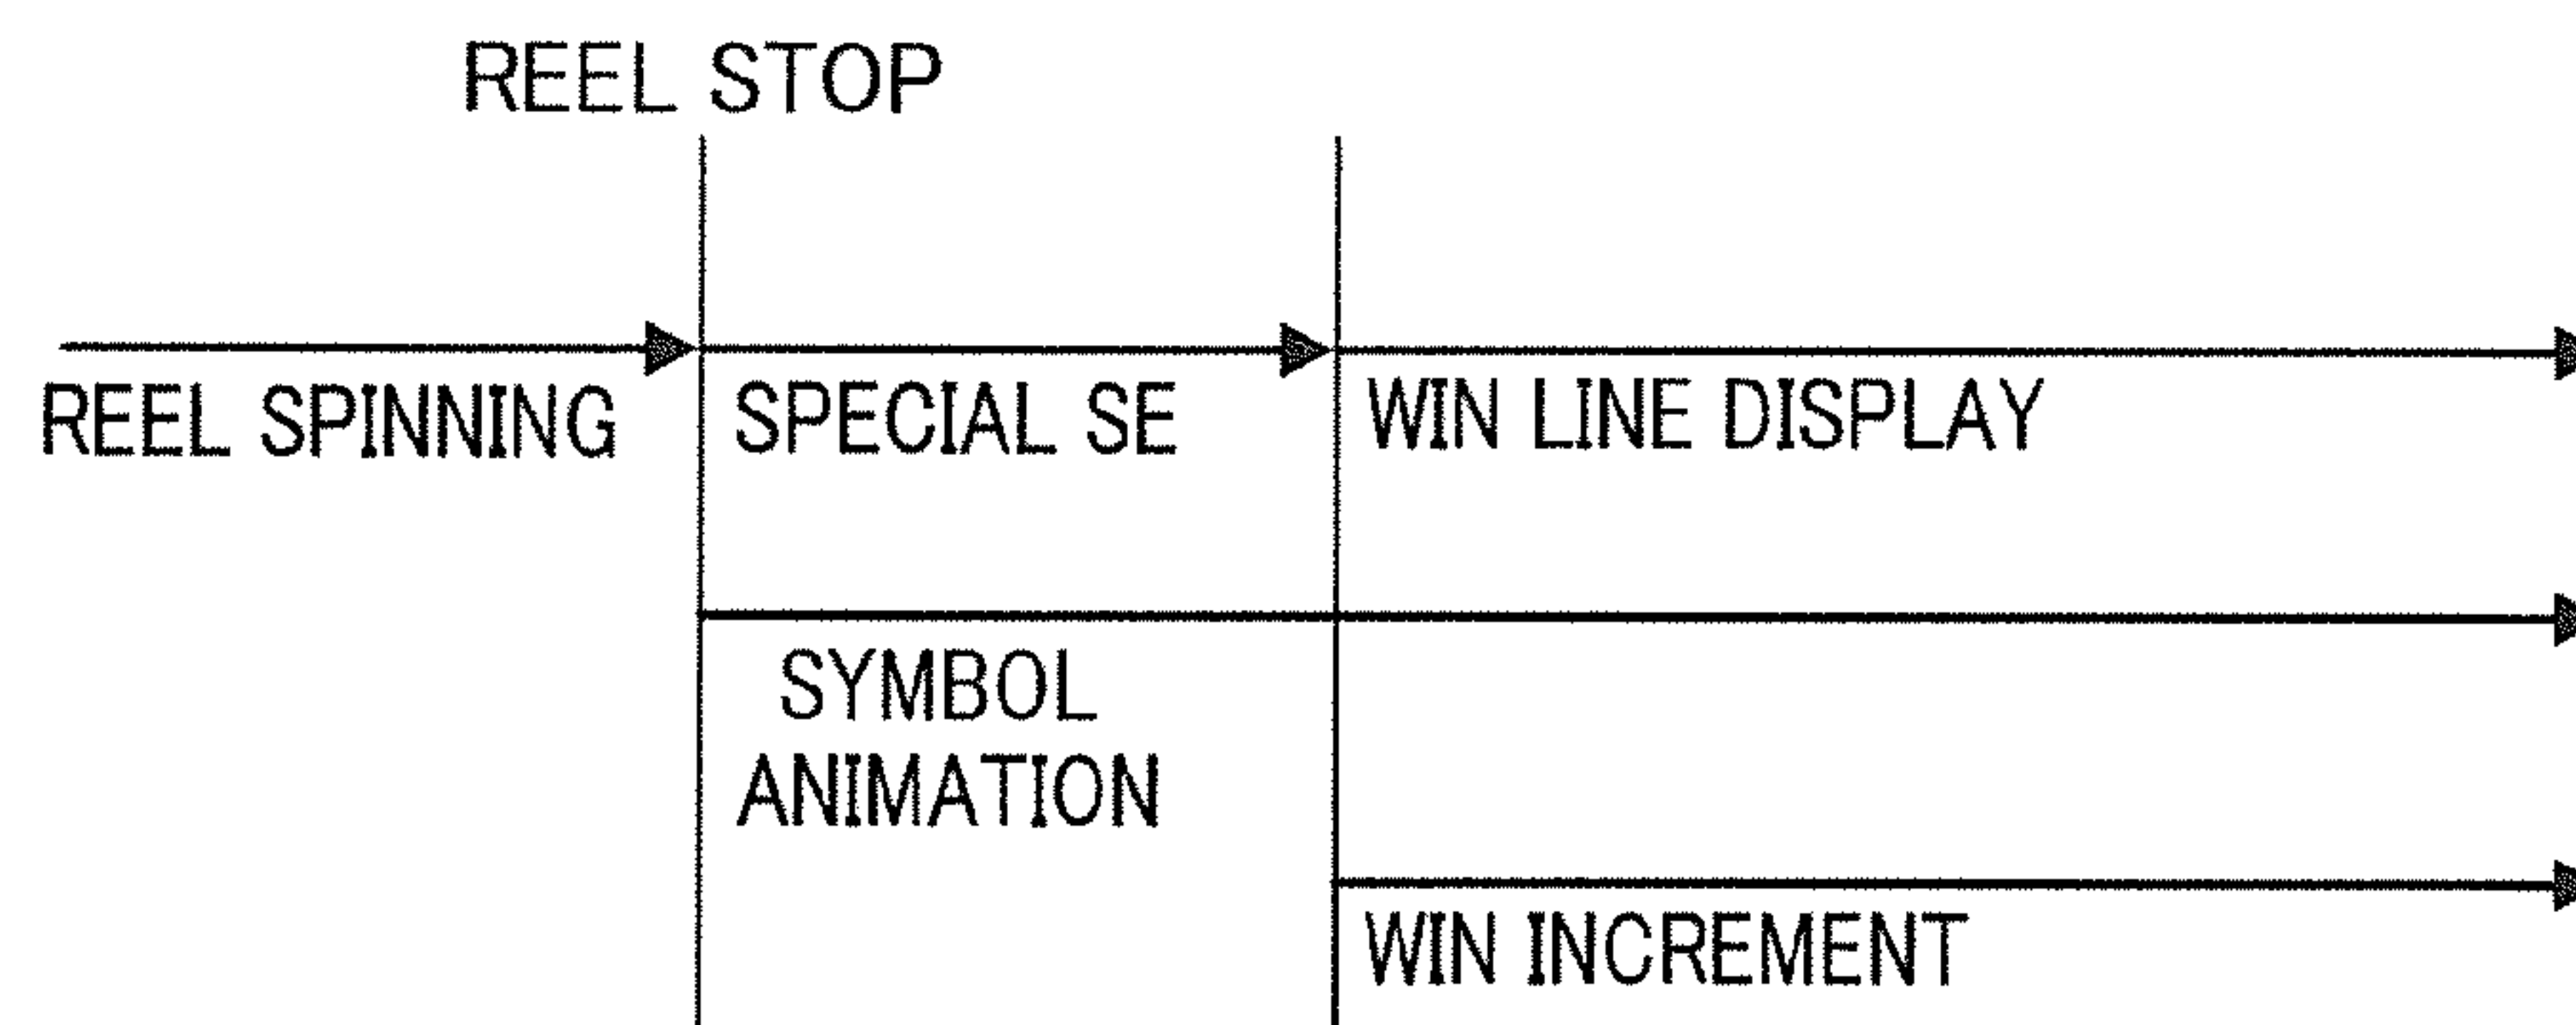 REEL STOP
REEL SPINNING
SPECIAL SE
WIN LINE DISPLAY
SYMBOL
ANIMATION
WIN INCREMENT